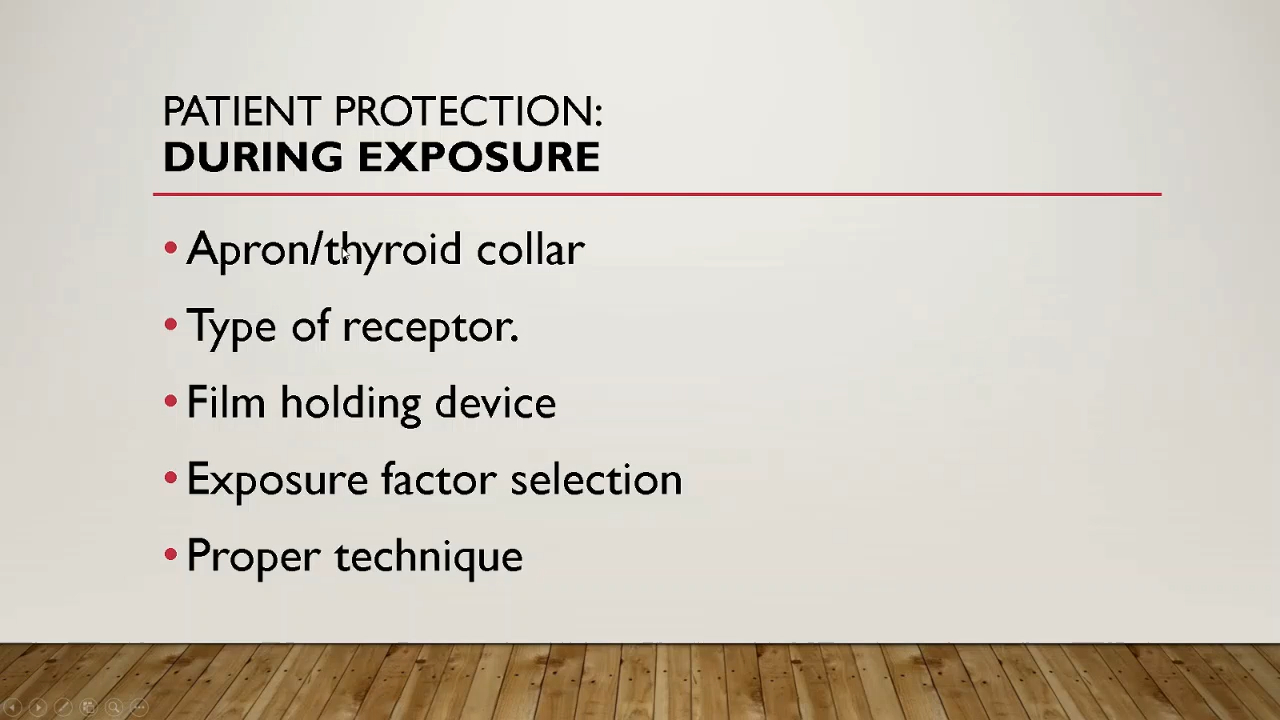 PATIENT PROTECTION:
DURING EXPOSURE
• Apron/thyroid collar
• Type of receptor.
• Film holding device
• Exposure factor selection
• Proper technique